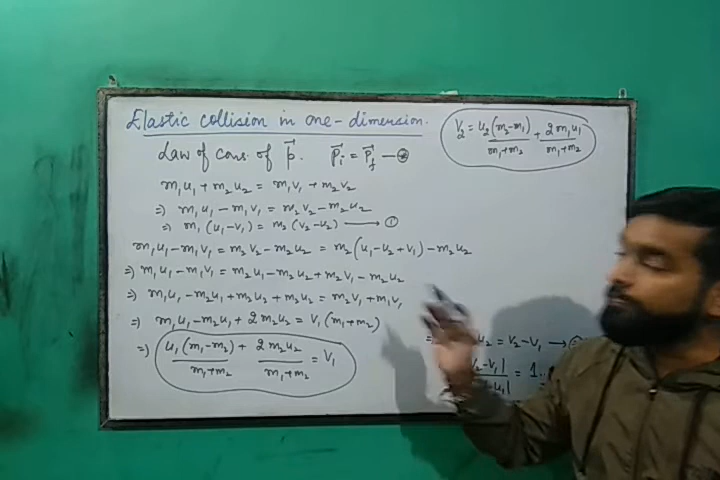 Elastic collision in one-dimension.
Law of cons. of p⃗. p⃗ᵢ = p⃗_f —⊛
m₁u₁ + m₂u₂ = m₁v₁ + m₂v₂
⇒ m₁u₁ - m₁v₁ = m₂v₂ - m₂u₂
⇒ m₁(u₁-v₁) = m₂(v₂-u₂) → ①
m₁u₁ - m₁v₁ = m₂v₂ - m₂u₂ = m₂(u₁-u₂+v₁) - m₂u₂
⇒ m₁u₁ - m₁v₁ = m₂u₁ - m₂u₂ + m₂v₁ - m₂u₂
⇒ m₁u₁ - m₂u₁ + m₂u₂ + m₂u₂ = m₂v₁ + m₁v₁
⇒ m₁u₁ - m₂u₁ + 2m₂u₂ = v₁(m₁+m₂)
⇒ u₁(m₁-m₂)/m₁+m₂ + 2m₂u₂/m₁+m₂ = v₁
V₂ = u₂(m₂-m₁)/m₁+m₂ + 2m₁u₁/m₁+m₂
u₂ = v₂-v₁ →